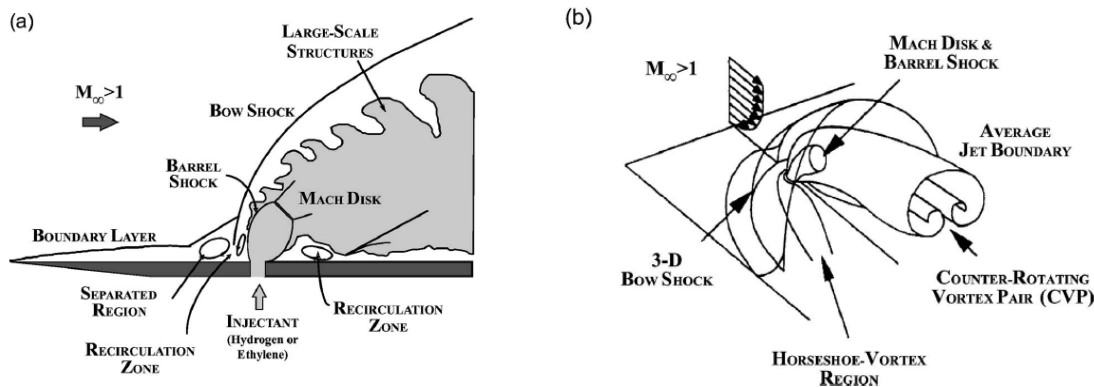 (a)
LARGE-SCALE
STRUCTURES
M∞>1
BOW SHOCK
BARREL
SHOCK
MACH DISK
BOUNDARY LAYER
SEPARATED
REGION
RECIRCULATION
ZONE
INJECTANT
(Hydrogen or
Ethylene)
RECIRCULATION
ZONE
(b)
MACH DISK &
BARREL SHOCK
M∞>1
AVERAGE
JET BOUNDARY
3-D
BOW SHOCK
COUNTER-ROTATING
VORTEX PAIR (CVP)
HORSESHOE-VORTEX
REGION